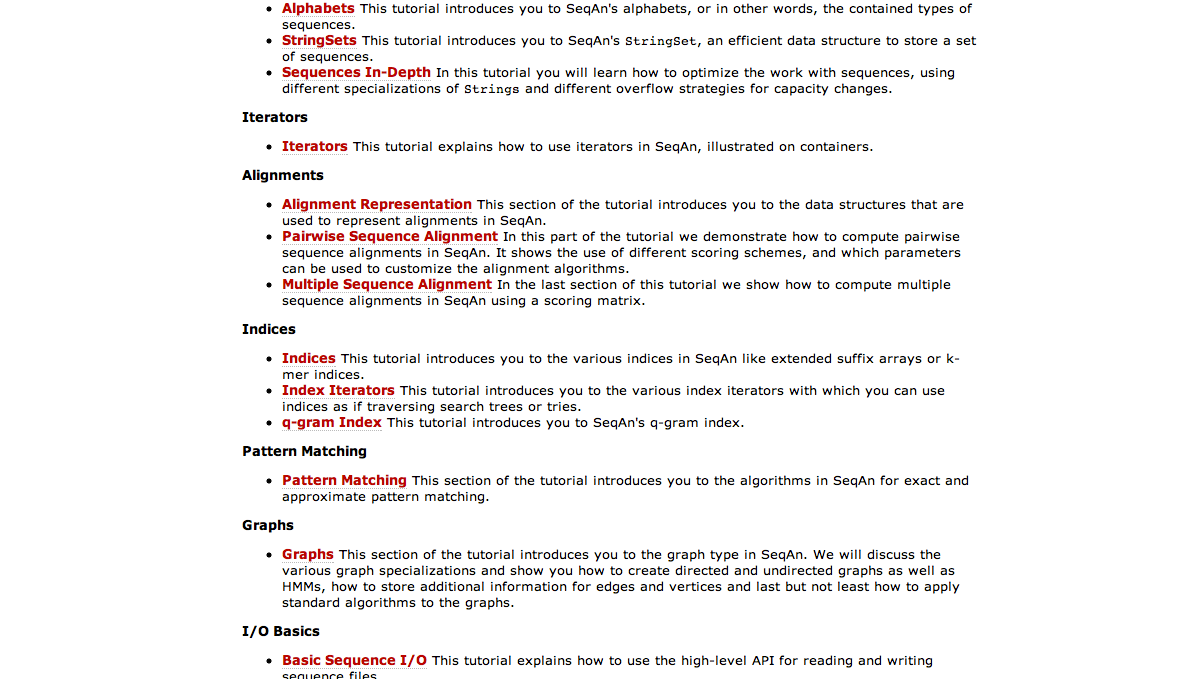 Alphabets This tutorial introduces you to SeqAn's alphabets, or in other words, the contained types of
sequences.
StringSets This tutorial introduces you to SeqAn's StringSet, an efficient data structure to store a set
of sequences.
Sequences In-Depth In this tutorial you will learn how to optimize the work with sequences, using
different specializations of Strings and different overflow strategies for capacity changes.
Iterators
Iterators This tutorial explains how to use iterators in SeqAn, illustrated on containers.
Alignments
Alignment Representation This section of the tutorial introduces you to the data structures that are
used to represent alignments in SeqAn.
Pairwise Sequence Alignment In this part of the tutorial we demonstrate how to compute pairwise
sequence alignments in SeqAn. It shows the use of different scoring schemes, and which parameters
can be used to customize the alignment algorithms.
Multiple Sequence Alignment In the last section of this tutorial we show how to compute multiple
sequence alignments in SeqAn using a scoring matrix.
Indices
Indices This tutorial introduces you to the various indices in SeqAn like extended suffix arrays or k-
mer indices.
Index Iterators This tutorial introduces you to the various index iterators with which you can use
indices as if traversing search trees or tries.
q-gram Index This tutorial introduces you to SeqAn's q-gram index.
Pattern Matching
Pattern Matching This section of the tutorial introduces you to the algorithms in SeqAn for exact and
approximate pattern matching.
Graphs
Graphs This section of the tutorial introduces you to the graph type in SeqAn. We will discuss the
various graph specializations and show you how to create directed and undirected graphs as well as
HMMs, how to store additional information for edges and vertices and last but not least how to apply
standard algorithms to the graphs.
I/O Basics
Basic Sequence I/O This tutorial explains how to use the high-level API for reading and writing
sequence files